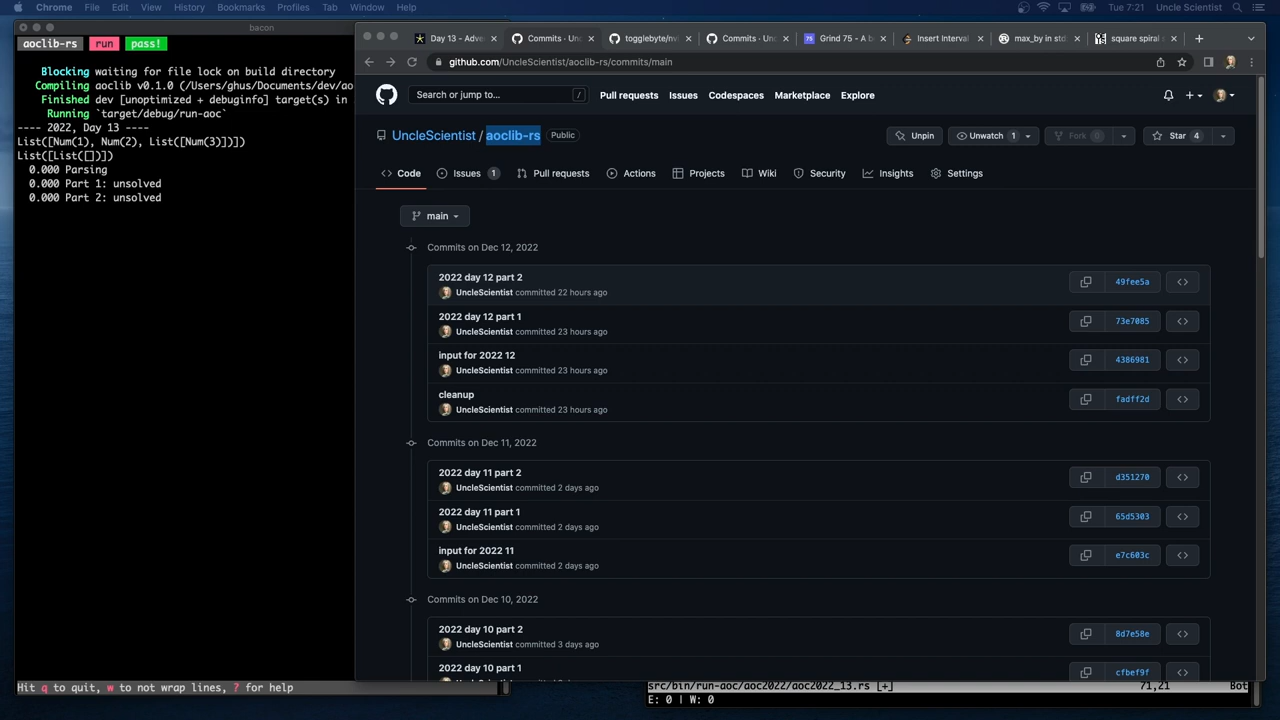 Chrome File Edit View History Bookmarks Profiles Tab Window Help Tue 7:21 Uncle Scientist
bacon
aoclib-rs run pass!
Blocking waiting for file lock on build directory
Compiling aoclib v0.1.0 (/Users/ghus/Documents/dev/ao
Finished dev [unoptimized + debuginfo] target(s) in
Running `target/debug/run-aoc`
---- 2022, Day 13 ----
List([Num(1), Num(2), List([Num(3)])])
List([List([])])
0.000 Parsing
0.000 Part 1: unsolved
0.000 Part 2: unsolved
Hit q to quit, w to not wrap lines, ? for help
Day 13 - Adve
Commits · Unc
togglebyte/nvi
Commits · Unc
75 Grind 75 - A b
Insert Interval
max_by in std
square spiral s
github.com/UncleScientist/aoclib-rs/commits/main
Search or jump to... /
Pull requests Issues Codespaces Marketplace Explore
UncleScientist / aoclib-rs Public
Unpin Unwatch 1 Fork 0 Star 4
Code Issues 1 Pull requests Actions Projects Wiki Security Insights Settings
main
Commits on Dec 12, 2022
2022 day 12 part 2
UncleScientist committed 22 hours ago
49fee5a
2022 day 12 part 1
UncleScientist committed 23 hours ago
73e7085
input for 2022 12
UncleScientist committed 23 hours ago
4386981
cleanup
UncleScientist committed 23 hours ago
fadff2d
Commits on Dec 11, 2022
2022 day 11 part 2
UncleScientist committed 2 days ago
d351270
2022 day 11 part 1
UncleScientist committed 2 days ago
65d5303
input for 2022 11
UncleScientist committed 2 days ago
e7c603c
Commits on Dec 10, 2022
2022 day 10 part 2
UncleScientist committed 3 days ago
8d7e58e
2022 day 10 part 1
cfbef9f
src/bin/run-aoc/aoc2022/aoc2022_13.rs [+] 71,21 Bot
E: 0 | W: 0